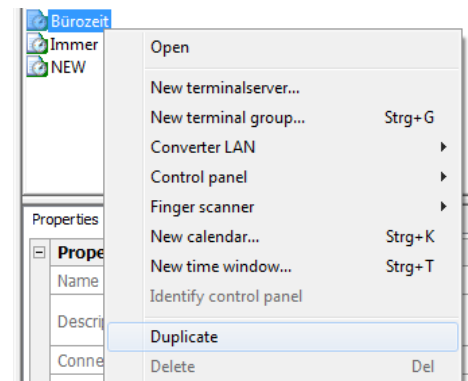 Bürozeit
Immer
NEW
Open
New terminalserver...
New terminal group... Strg+G
Converter LAN
Control panel
Finger scanner
New calendar... Strg+K
New time window... Strg+T
Identify control panel
Duplicate
Delete Del
Properties
Prope
Name
Descrip
Conne